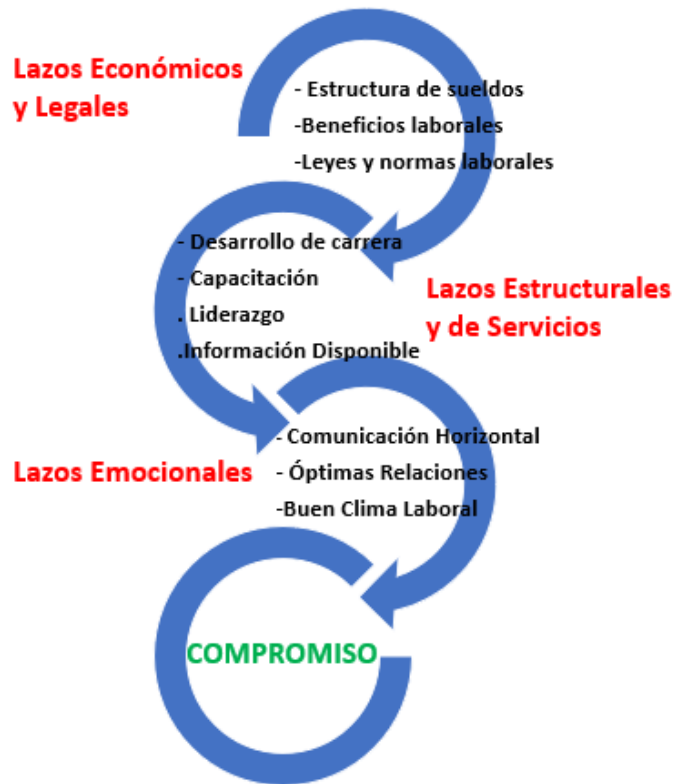 Lazos Económicos
y Legales
- Estructura de sueldos
-Beneficios laborales
-Leyes y normas laborales
- Desarrollo de carrera
- Capacitación
. Liderazgo
.Información Disponible
Lazos Estructurales
y de Servicios
Lazos Emocionales
- Comunicación Horizontal
- Óptimas Relaciones
-Buen Clima Laboral
COMPROMISO